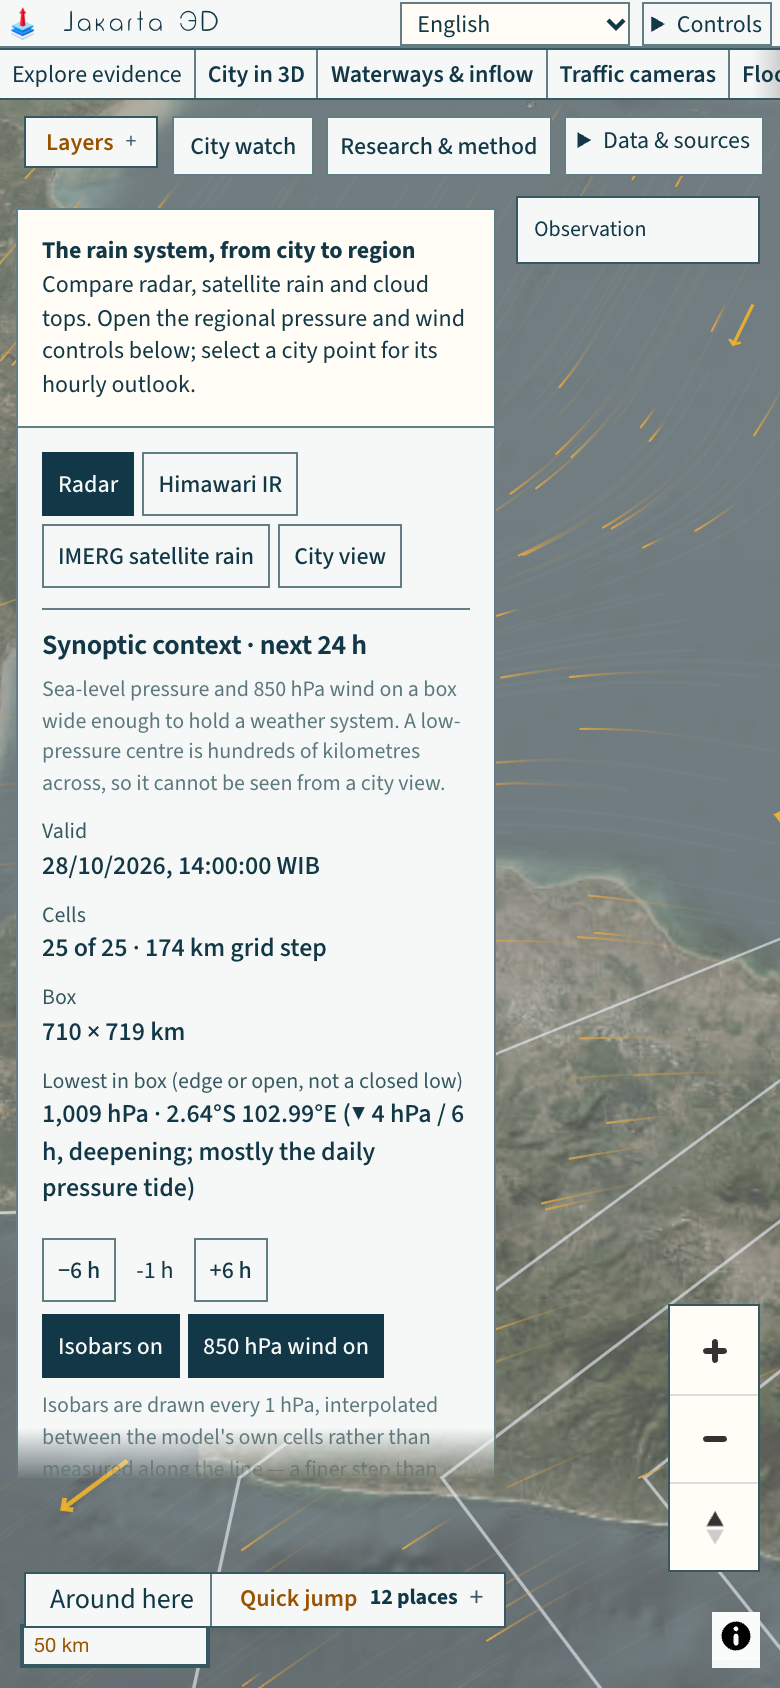 Jakarta 3D
English
Controls
Explore evidence
City in 3D
Waterways & inflow
Traffic cameras
Floo
Layers +
City watch
Research & method
Data & sources
Observation
The rain system, from city to region
Compare radar, satellite rain and cloud
tops. Open the regional pressure and wind
controls below; select a city point for its
hourly outlook.
Radar
Himawari IR
IMERG satellite rain
City view
Synoptic context · next 24 h
Sea-level pressure and 850 hPa wind on a box
wide enough to hold a weather system. A low-
pressure centre is hundreds of kilometres
across, so it cannot be seen from a city view.
Valid
28/10/2026, 14:00:00 WIB
Cells
25 of 25 · 174 km grid step
Box
710 × 719 km
Lowest in box (edge or open, not a closed low)
1,009 hPa · 2.64°S 102.99°E (▼ 4 hPa / 6
h, deepening; mostly the daily
pressure tide)
−6 h
-1 h
+6 h
Isobars on
850 hPa wind on
Isobars are drawn every 1 hPa, interpolated
between the model's own cells rather than
measured along the line — a finer step than
Around here
Quick jump 12 places +
50 km